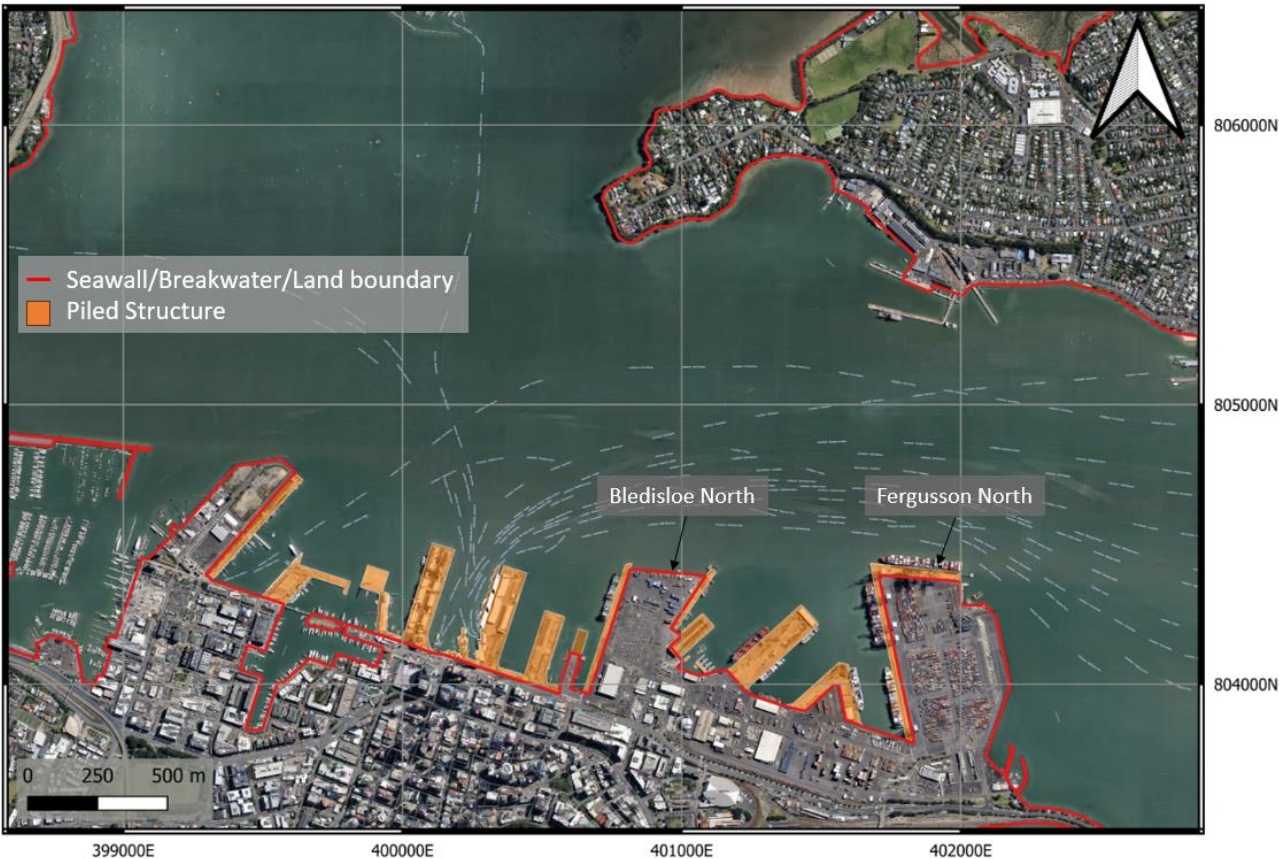 806000N
Seawall/Breakwater/Land boundary
Piled Structure
805000N
Bledisloe North
Fergusson North
804000N
0 250 500 m
399000E 400000E 401000E 402000E